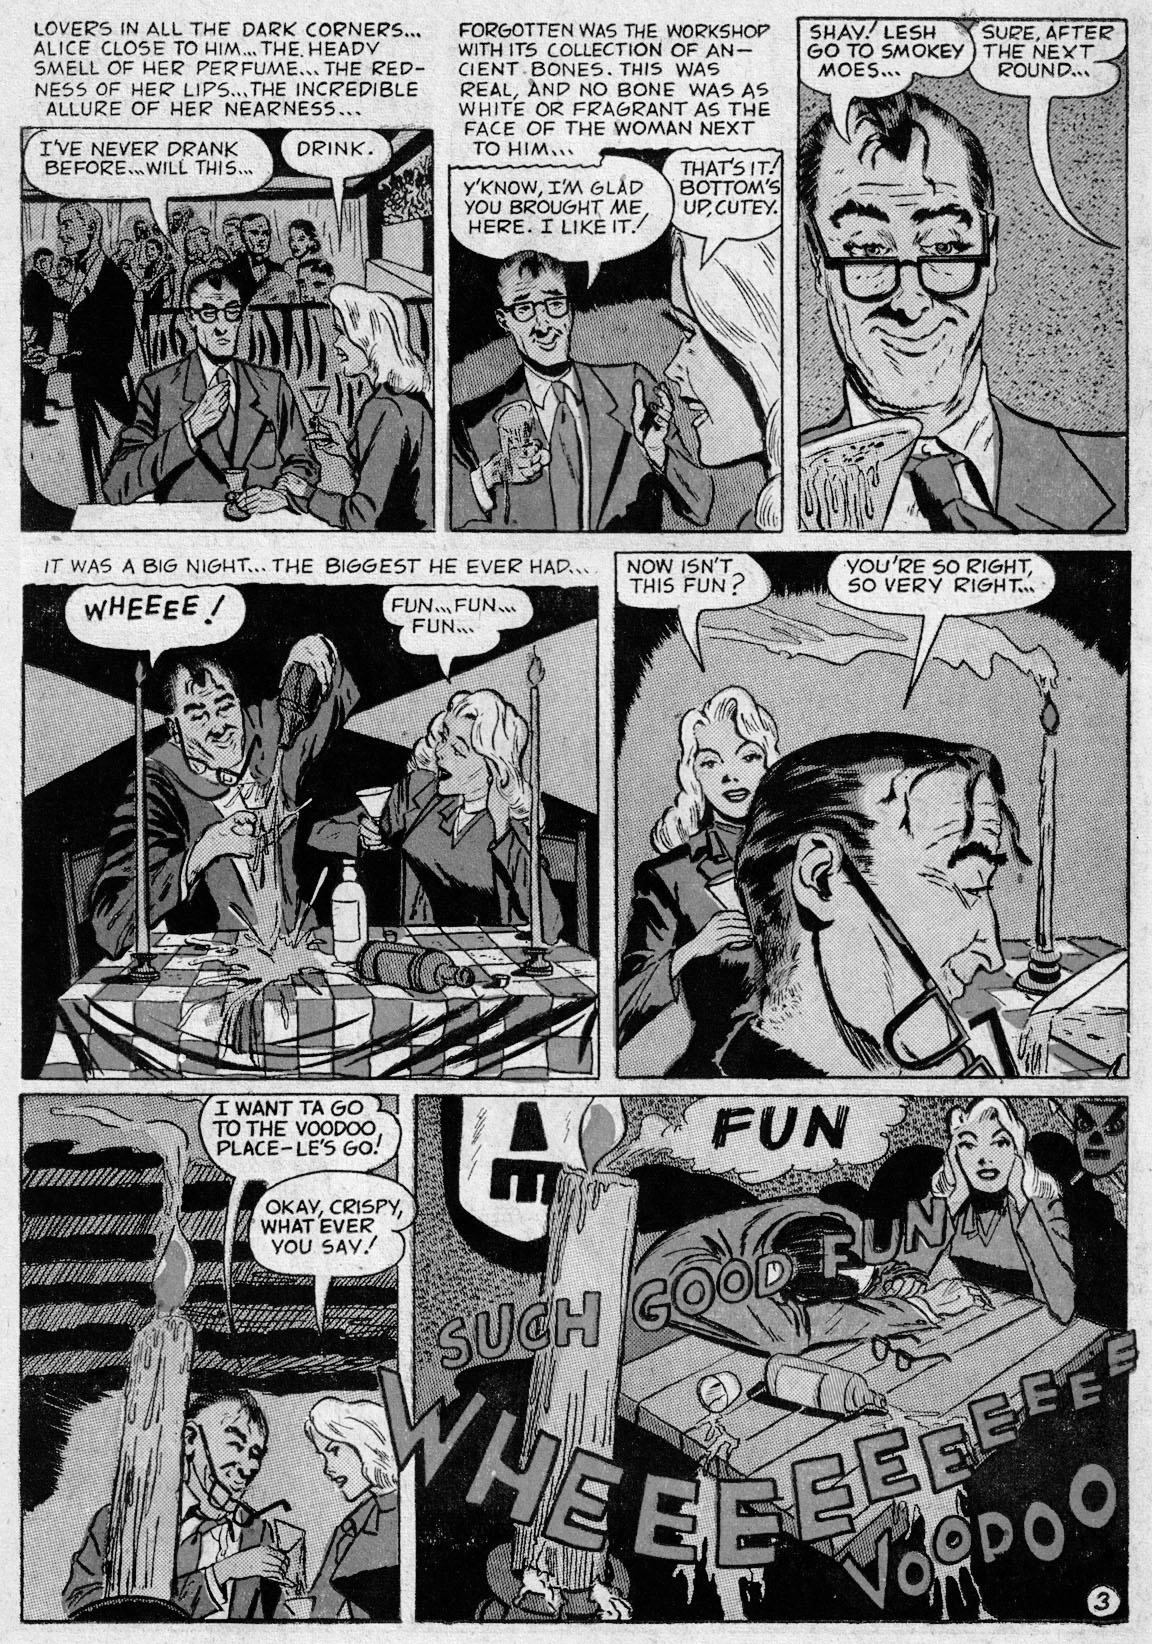 LOVERS IN ALL THE DARK CORNERS...
ALICE CLOSE TO HIM...THE HEADY
SMELL OF HER PERFUME...THE RED-
NESS OF HER LIPS...THE INCREDIBLE
ALLURE OF HER NEARNESS...
I'VE NEVER DRANK
BEFORE...WILL THIS...
DRINK.
FORGOTTEN WAS THE WORKSHOP
WITH ITS COLLECTION OF AN-
CIENT BONES. THIS WAS
REAL, AND NO BONE WAS AS
WHITE OR FRAGRANT AS THE
FACE OF THE WOMAN NEXT
TO HIM...
Y'KNOW, I'M GLAD
YOU BROUGHT ME
HERE. I LIKE IT!
THAT'S IT!
BOTTOM'S
UP, CUTEY.
SHAY! LESH
GO TO SMOKEY
MOES...
SURE, AFTER
THE NEXT
ROUND...
IT WAS A BIG NIGHT... THE BIGGEST HE EVER HAD...
WHEEEE!
FUN...FUN...
FUN...
NOW ISN'T
THIS FUN?
YOU'RE SO RIGHT,
SO VERY RIGHT...
I WANT TA GO
TO THE VOODOO
PLACE-LE'S GO!
OKAY, CRISPY,
WHAT EVER
YOU SAY!
FUN
SUCH GOOD FUN
WHEEEEEEEEEE
VOODOO
3